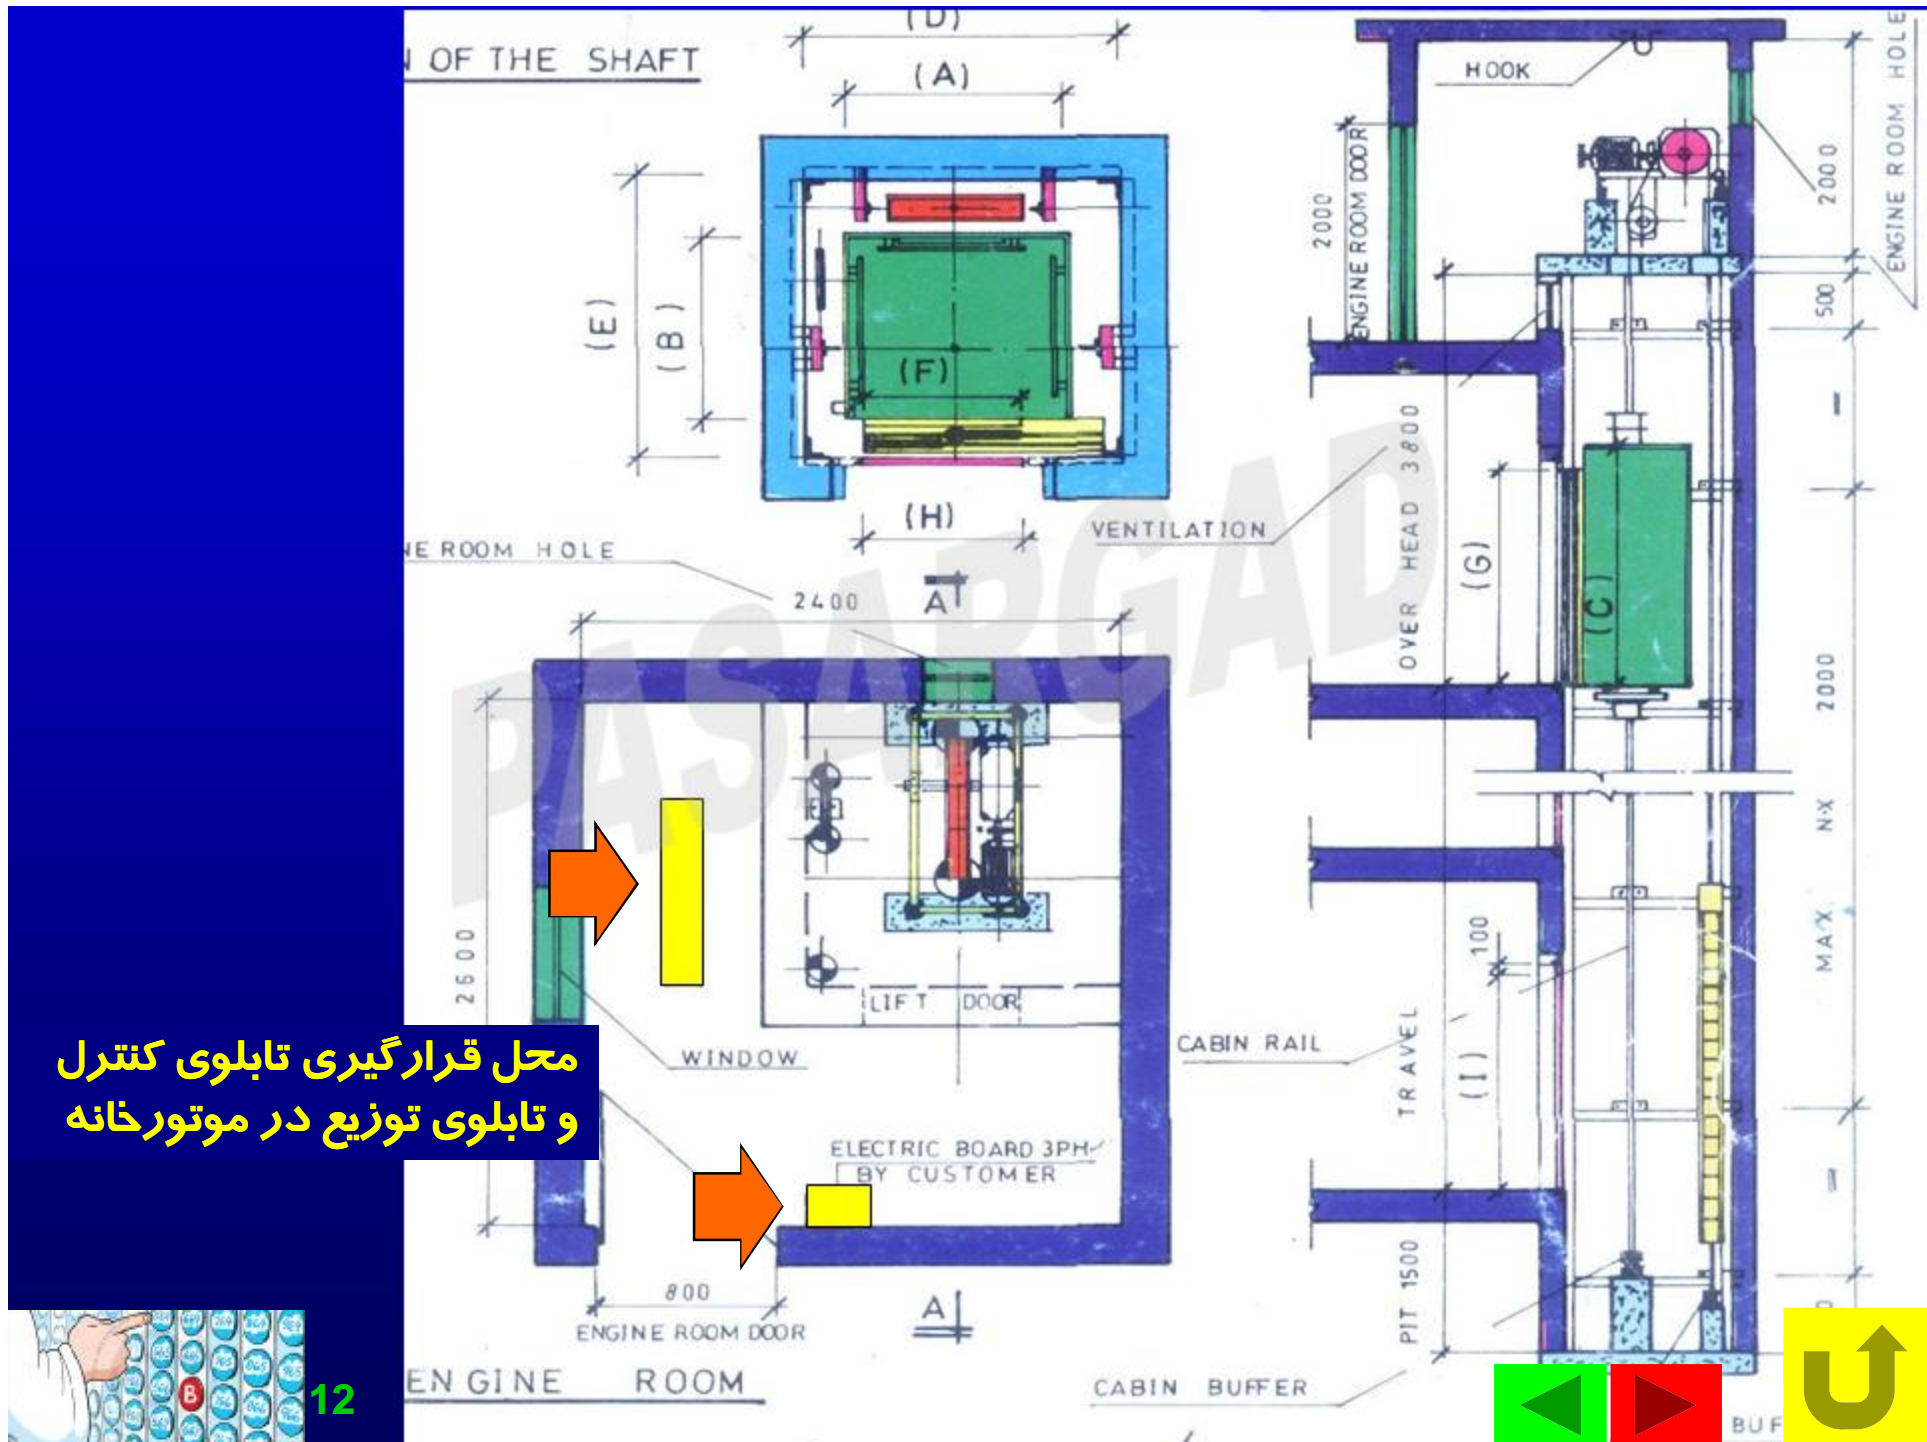 (D)
N OF THE SHAFT
(A)
HOOK
ENGINE ROOM HOLE
2000
ENGINE ROOM DOOR
2000
500
(E)
(B)
(F)
(H)
VENTILATION
OVER HEAD 3800
(G)
(C)
NE ROOM HOLE
2400
A
2000
N.X
MAX.
2600
LIFT DOOR
100
WINDOW
CABIN RAIL
TRAVEL
(I)
محل قرارگیری تابلوی کنترل
و تابلوی توزیع در موتورخانه
ELECTRIC BOARD 3PH
BY CUSTOMER
800
ENGINE ROOM DOOR
A
PIT 1500
ENGINE ROOM
CABIN BUFFER
BUF
12
B
PASARGAD